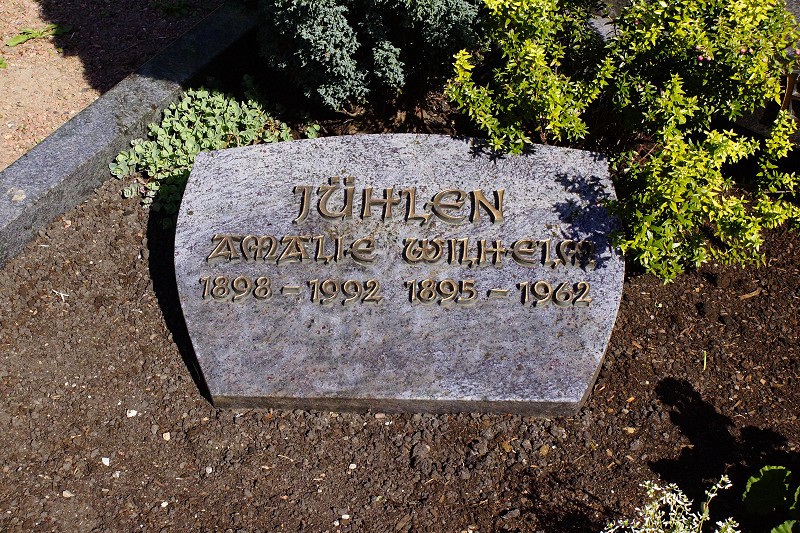 JÜHLEN
AMALIE WILHELM
1898 – 1992 1895 – 1962